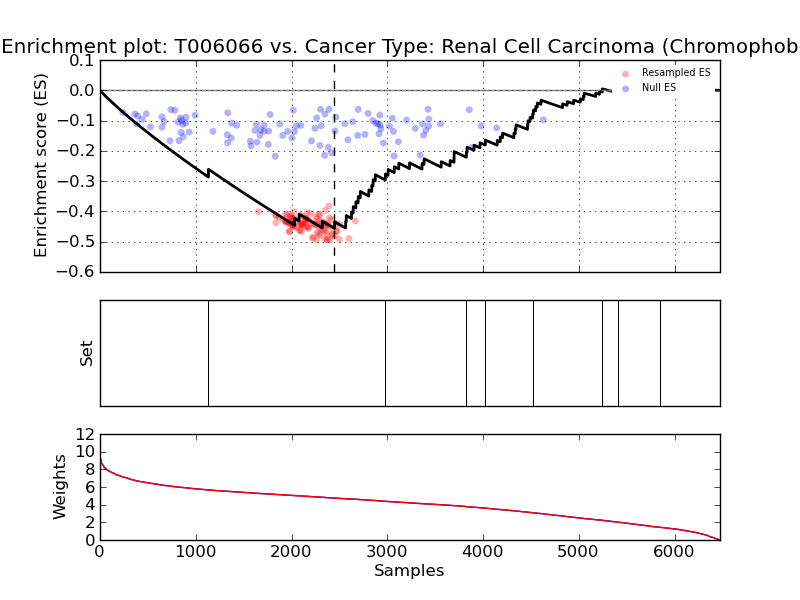 Enrichment plot: T006066 vs. Cancer Type: Renal Cell Carcinoma (Chromophob
0.1
0.0
−0.1
−0.2
−0.3
−0.4
−0.5
−0.6
Enrichment score (ES)
Resampled ES
Null ES
Set
12
10
8
6
4
2
0
Weights
0 1000 2000 3000 4000 5000 6000
Samples